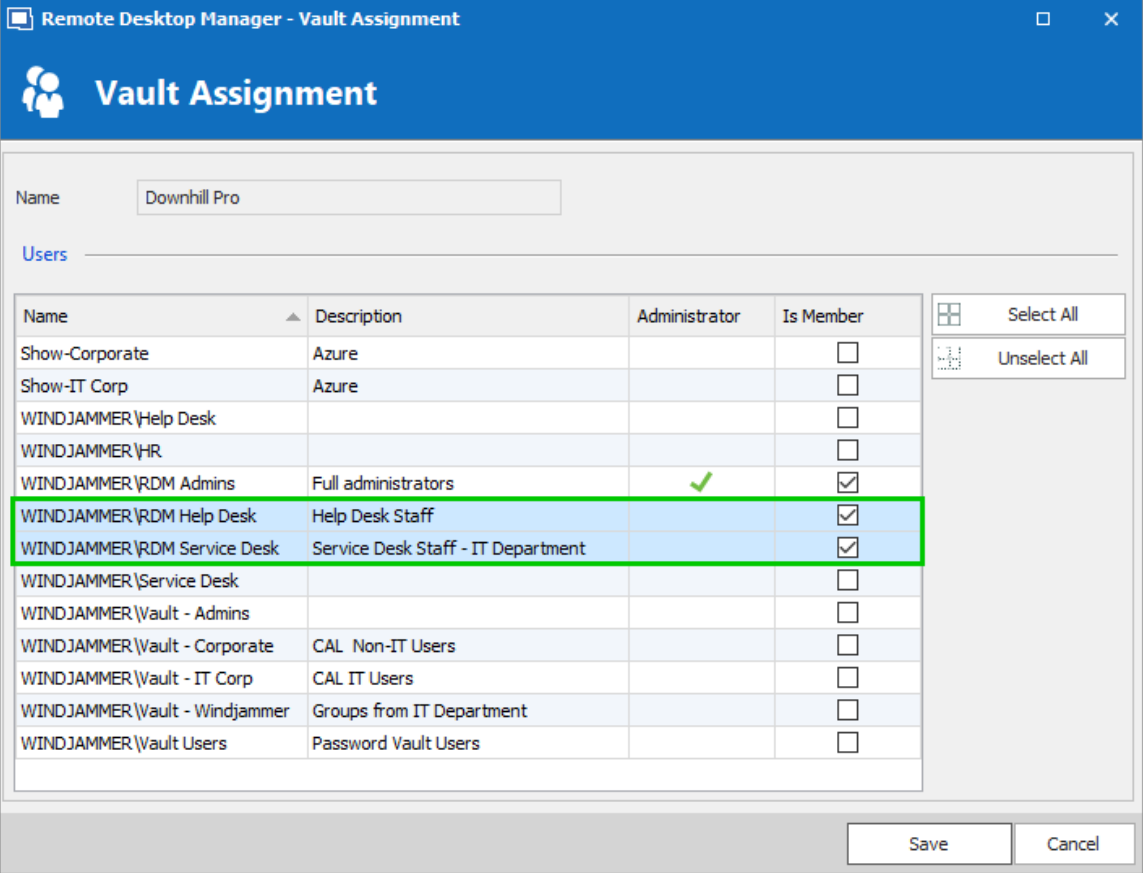 Remote Desktop Manager - Vault Assignment
Vault Assignment
Name Downhill Pro
Users
Name Description Administrator Is Member
Select All
Unselect All
Show-Corporate Azure
Show-IT Corp Azure
WINDJAMMER\Help Desk
WINDJAMMER\HR
WINDJAMMER\RDM Admins Full administrators
WINDJAMMER\RDM Help Desk Help Desk Staff
WINDJAMMER\RDM Service Desk Service Desk Staff - IT Department
WINDJAMMER\Service Desk
WINDJAMMER\Vault - Admins
WINDJAMMER\Vault - Corporate CAL  Non-IT Users
WINDJAMMER\Vault - IT Corp CAL IT Users
WINDJAMMER\Vault - Windjammer Groups from IT Department
WINDJAMMER\Vault Users Password Vault Users
Save Cancel